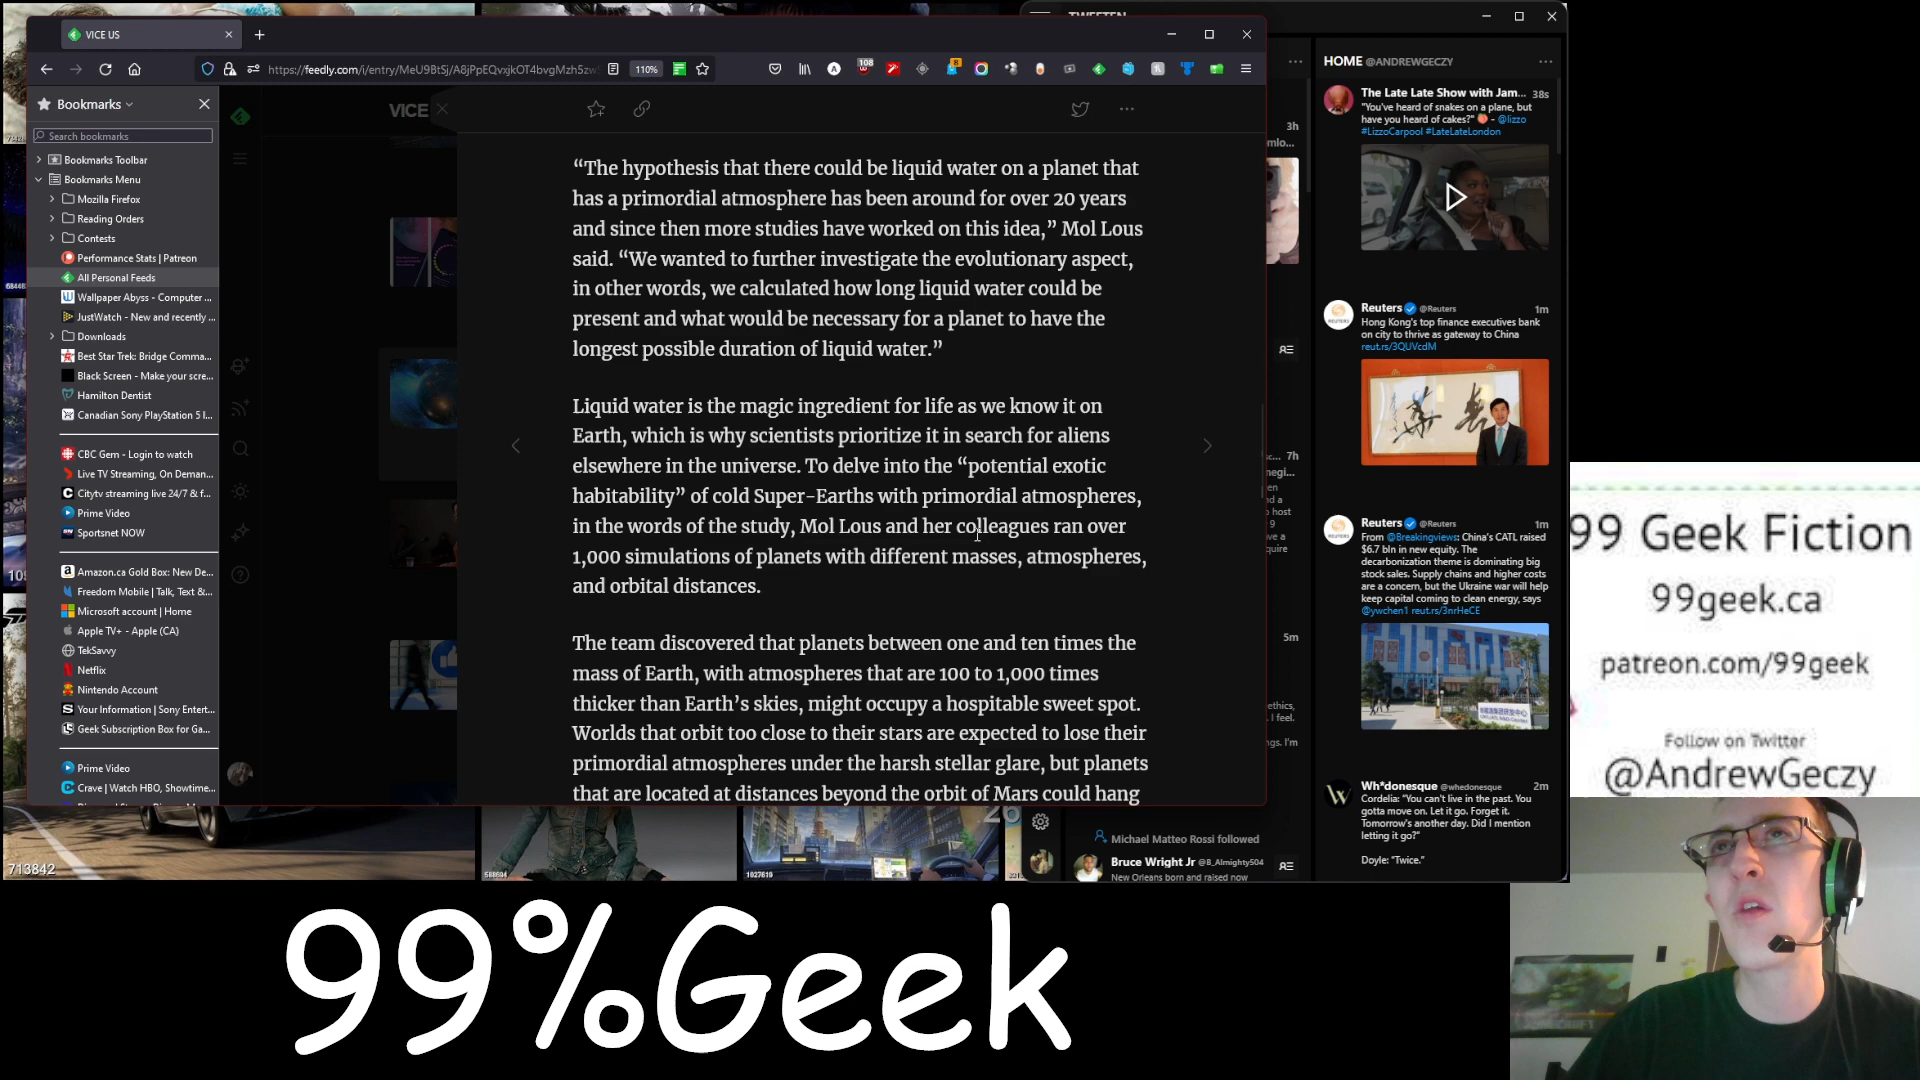 VICE US
https://feedly.com/i/entry/MeU9BtSj/A8jPpEQvxjkOT4bvgMzh5zw
110%
108
8
Bookmarks
Search bookmarks
Bookmarks Toolbar
Bookmarks Menu
Mozilla Firefox
Reading Orders
Contests
Performance Stats | Patreon
All Personal Feeds
Wallpaper Abyss - Computer ...
JustWatch - New and recently ...
Downloads
Best Star Trek: Bridge Comma...
Black Screen - Make your scre...
Hamilton Dentist
Canadian Sony PlayStation 5 I...
CBC Gem - Login to watch
Live TV Streaming, On Deman...
Citytv streaming live 24/7 & f...
Prime Video
Sportsnet NOW
Amazon.ca Gold Box: New De...
Freedom Mobile | Talk, Text &...
Microsoft account | Home
Apple TV+ - Apple (CA)
TekSavvy
Netflix
Nintendo Account
Your Information | Sony Entert...
Geek Subscription Box for Ga...
Prime Video
Crave | Watch HBO, Showtime...
VICE
“The hypothesis that there could be liquid water on a planet that
has a primordial atmosphere has been around for over 20 years
and since then more studies have worked on this idea,” Mol Lous
said. “We wanted to further investigate the evolutionary aspect,
in other words, we calculated how long liquid water could be
present and what would be necessary for a planet to have the
longest possible duration of liquid water.”
Liquid water is the magic ingredient for life as we know it on
Earth, which is why scientists prioritize it in search for aliens
elsewhere in the universe. To delve into the “potential exotic
habitability” of cold Super-Earths with primordial atmospheres,
in the words of the study, Mol Lous and her colleagues ran over
1,000 simulations of planets with different masses, atmospheres,
and orbital distances.
The team discovered that planets between one and ten times the
mass of Earth, with atmospheres that are 100 to 1,000 times
thicker than Earth’s skies, might occupy a hospitable sweet spot.
Worlds that orbit too close to their stars are expected to lose their
primordial atmospheres under the harsh stellar glare, but planets
that are located at distances beyond the orbit of Mars could hang
TWEETEN
3h
7h
5m
Michael Matteo Rossi followed
Bruce Wright Jr @B_Almighty504
New Orleans born and raised now
HOME @ANDREWGECZY
The Late Late Show with Jam... 38s
"You've heard of snakes on a plane, but
have you heard of cakes?" 🍑 - @lizzo
#LizzoCarpool #LateLateLondon
Reuters @Reuters 1m
Hong Kong's top finance executives bank
on city to thrive as gateway to China
reut.rs/3QUVcdM
Reuters @Reuters 1m
From @Breakingviews: China's CATL raised
$6.7 bln in new equity. The
decarbonization theme is dominating big
stock sales. Supply chains and higher costs
are a concern, but the Ukraine war will help
keep capital coming to clean energy, says
@ywchen1 reut.rs/3nrHeCE
Wh*donesque @whedonesque 2m
Cordelia: "You can't live in the past. You
gotta move on. Let it go. Forget it.
Tomorrow's another day. Did I mention
letting it go?"
Doyle: "Twice."
99 Geek Fiction
99geek.ca
patreon.com/99geek
Follow on Twitter
@AndrewGeczy
713842
588694
1027819
99%Geek